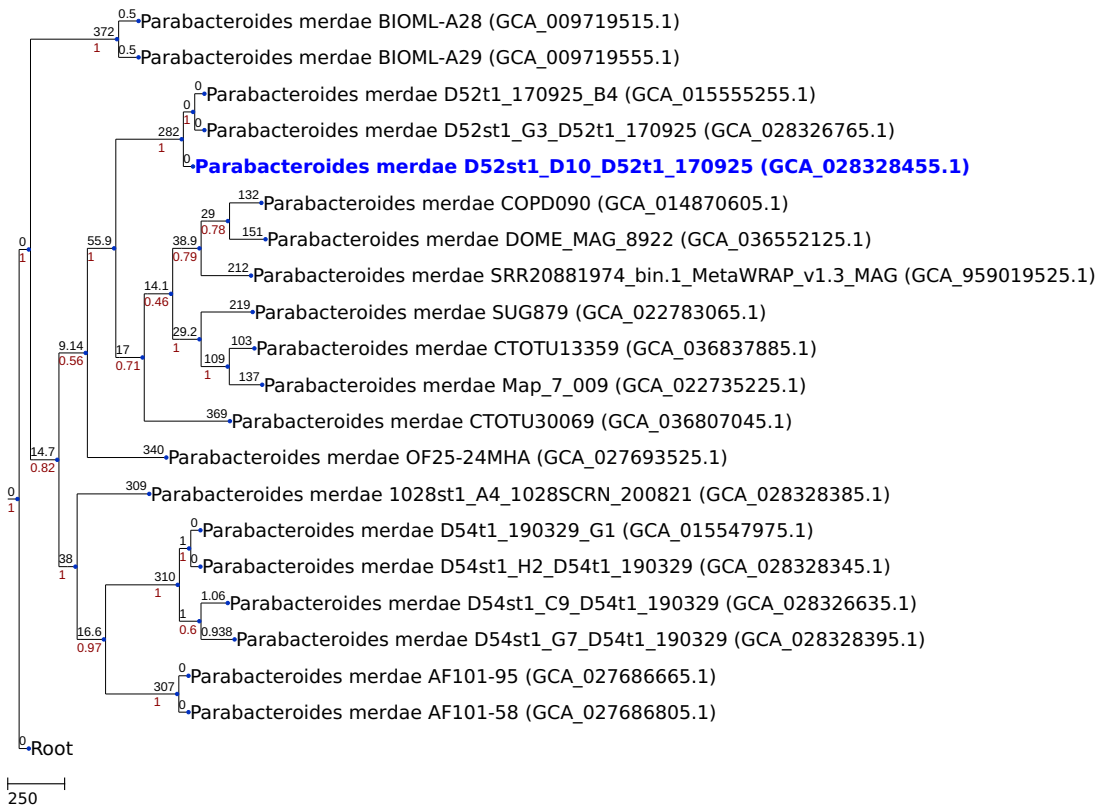 0.5 Parabacteroides merdae BIOML-A28 (GCA_009719515.1)
372
1
0.5 Parabacteroides merdae BIOML-A29 (GCA_009719555.1)
0 Parabacteroides merdae D52t1_170925_B4 (GCA_015555255.1)
0
1
0 Parabacteroides merdae D52st1_G3_D52t1_170925 (GCA_028326765.1)
282
1
0 Parabacteroides merdae D52st1_D10_D52t1_170925 (GCA_028328455.1)
132 Parabacteroides merdae COPD090 (GCA_014870605.1)
29
0.78
151 Parabacteroides merdae DOME_MAG_8922 (GCA_036552125.1)
0
1
55.9
1
38.9
0.79
212 Parabacteroides merdae SRR20881974_bin.1_MetaWRAP_v1.3_MAG (GCA_959019525.1)
14.1
0.46
219 Parabacteroides merdae SUG879 (GCA_022783065.1)
29.2
1
103 Parabacteroides merdae CTOTU13359 (GCA_036837885.1)
9.14
0.56
17
0.71
109
1
137 Parabacteroides merdae Map_7_009 (GCA_022735225.1)
369 Parabacteroides merdae CTOTU30069 (GCA_036807045.1)
14.7
0.82
340 Parabacteroides merdae OF25-24MHA (GCA_027693525.1)
0
1
309 Parabacteroides merdae 1028st1_A4_1028SCRN_200821 (GCA_028328385.1)
0 Parabacteroides merdae D54t1_190329_G1 (GCA_015547975.1)
1
1
38
1
0 Parabacteroides merdae D54st1_H2_D54t1_190329 (GCA_028328345.1)
310
1
1.06 Parabacteroides merdae D54st1_C9_D54t1_190329 (GCA_028326635.1)
1
0.6
16.6
0.97
0.938 Parabacteroides merdae D54st1_G7_D54t1_190329 (GCA_028328395.1)
0 Parabacteroides merdae AF101-95 (GCA_027686665.1)
307
1
0 Parabacteroides merdae AF101-58 (GCA_027686805.1)
0 Root
250